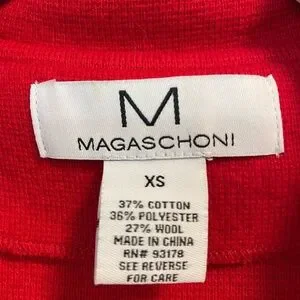 M
MAGASCHONI
XS
37% COTTON
36% POLYESTER
27% WOOL
MADE IN CHINA
RN# 93178
SEE REVERSE
FOR CARE